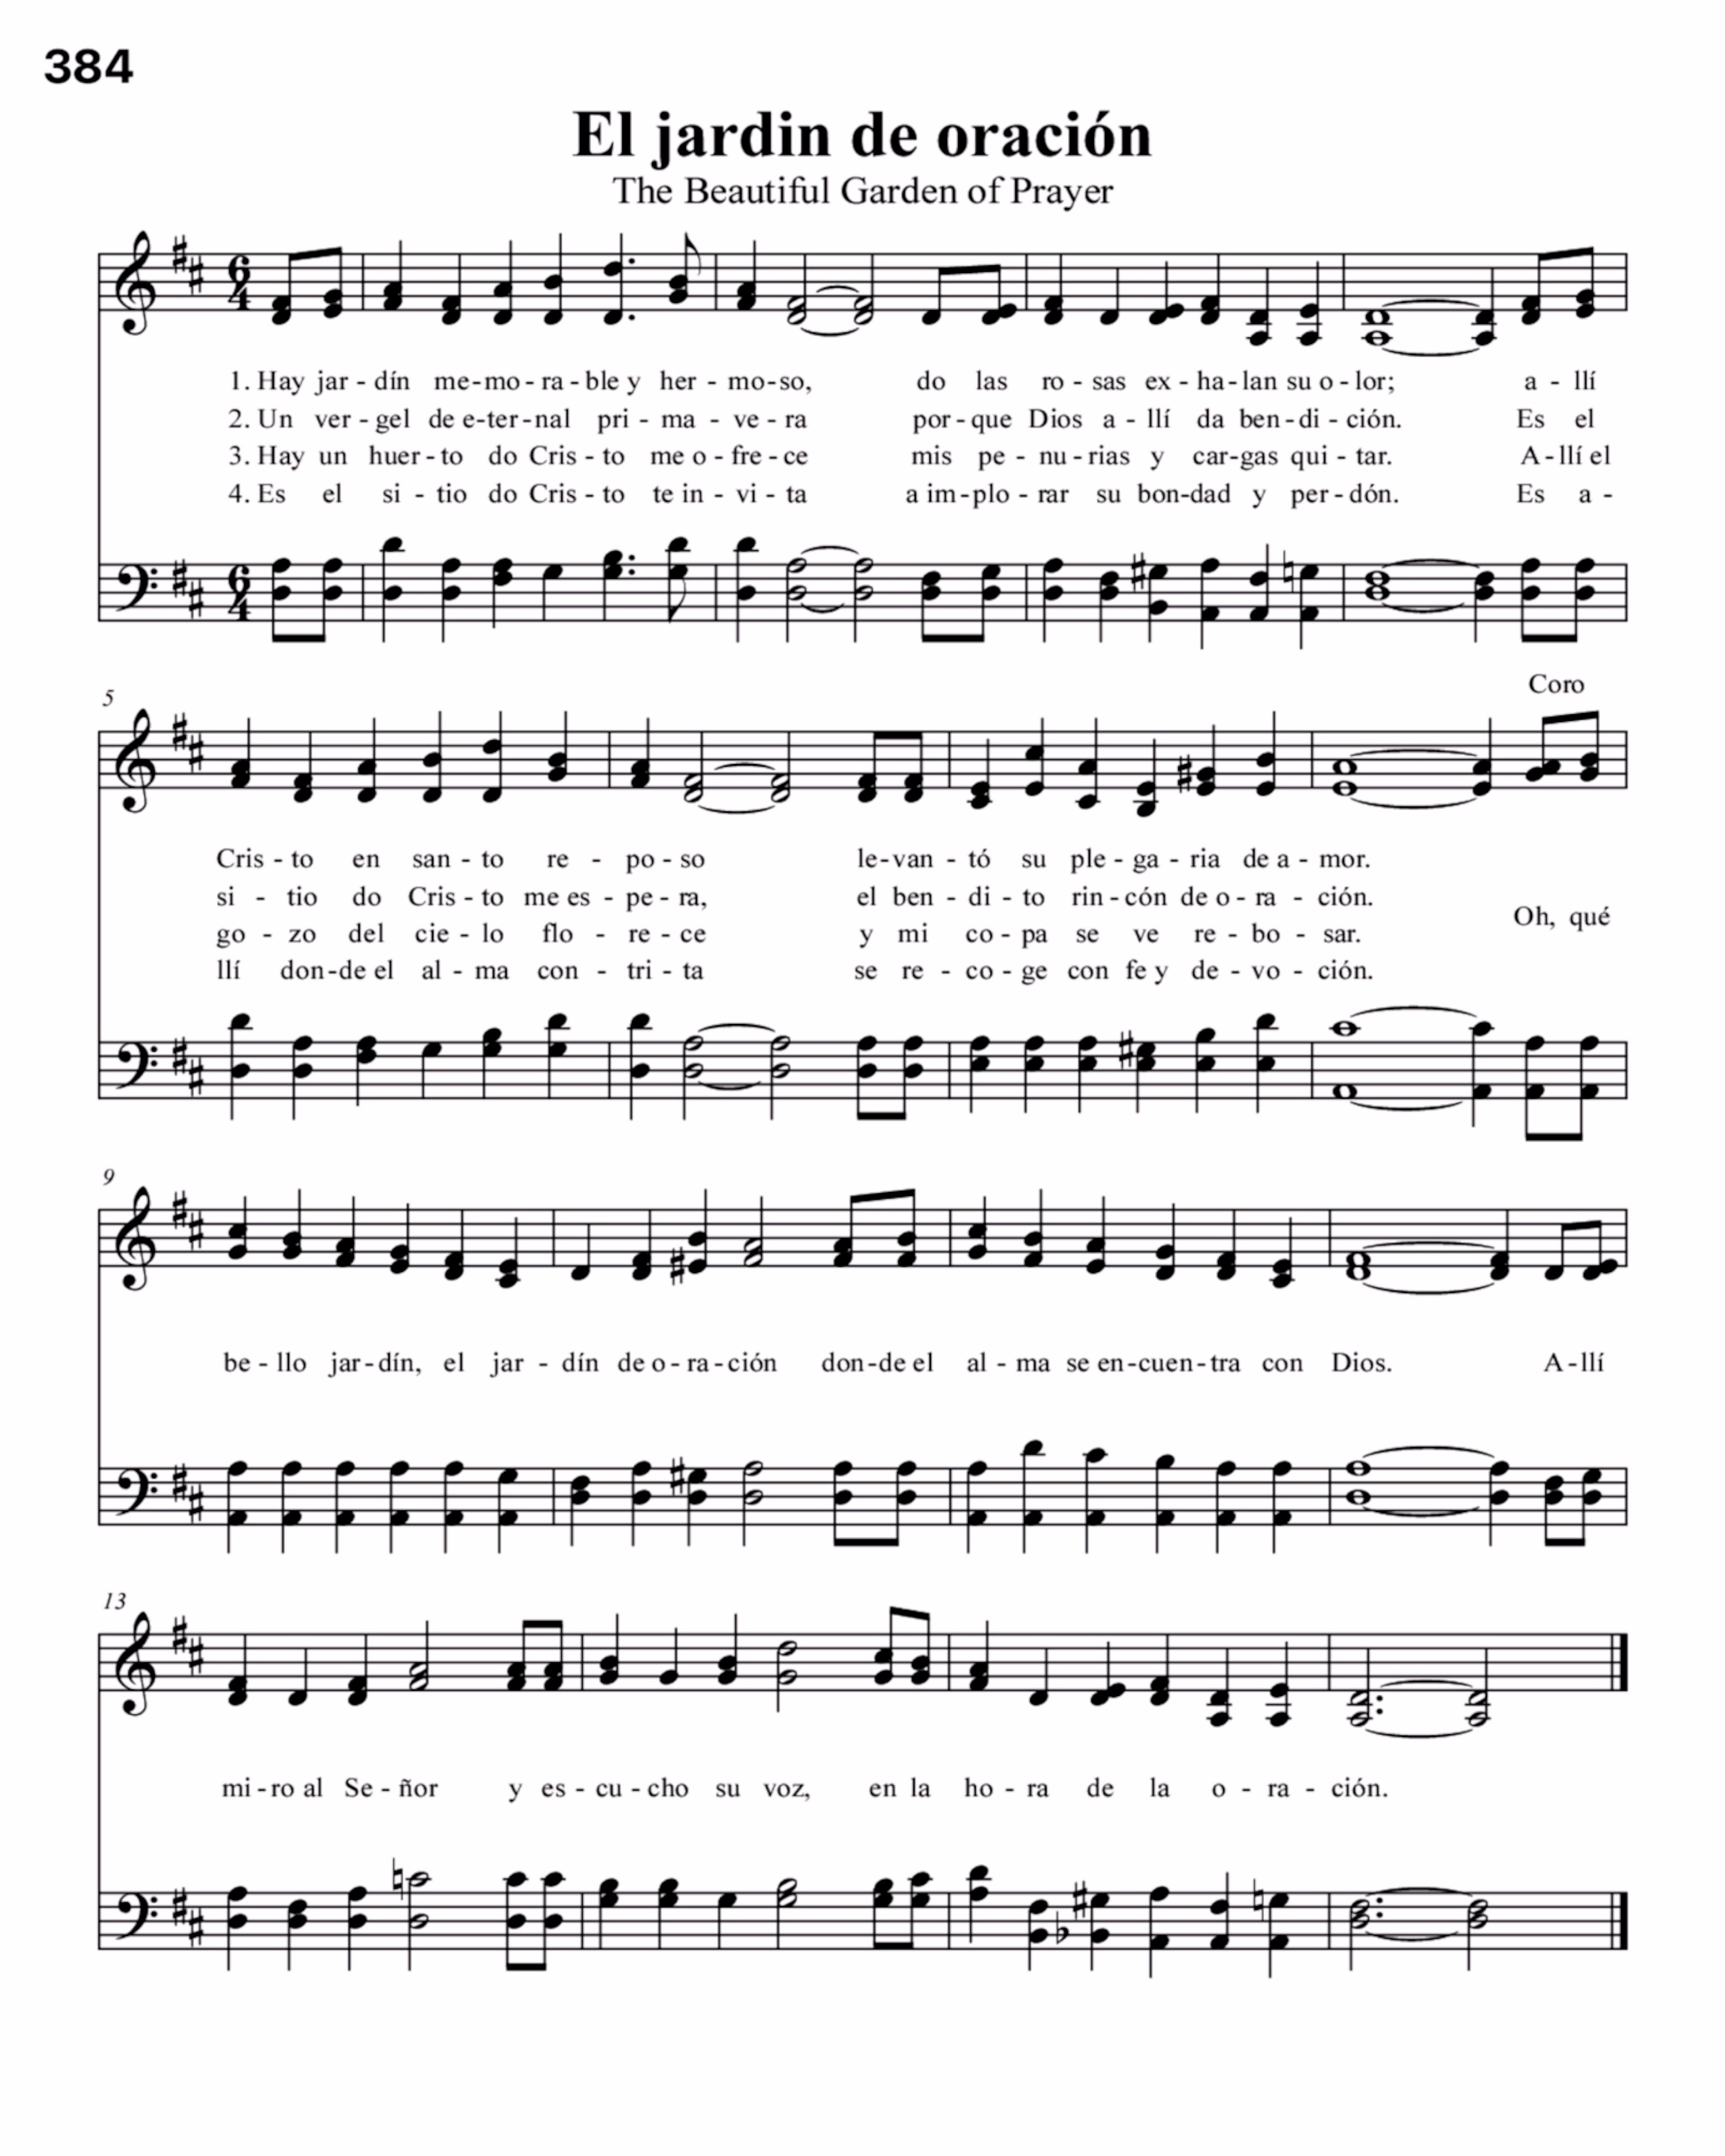 384
El jardin de oración
The Beautiful Garden of Prayer
1. Hay jar - dín me-mo - ra - ble y her - mo-so, do las ro - sas ex - ha-lan su o - lor; a - llí
2. Un ver - gel de e-ter-nal pri - ma - ve - ra por-que Dios a - llí da ben-di - ción. Es el
3. Hay un huer-to do Cris - to me o - fre - ce mis pe - nu - rias y car-gas qui - tar. A-llí el
4. Es el si - tio do Cris - to te in - vi - ta a im-plo - rar su bon-dad y per - dón. Es a -
5
Coro
Cris - to en san - to re - po - so le-van - tó su ple - ga - ria de a - mor.
si - tio do Cris - to me es - pe - ra, el ben - di - to rin-cón de o - ra - ción.
Oh, qué
go - zo del cie - lo flo - re - ce y mi co - pa se ve re - bo - sar.
llí don-de el al - ma con - tri - ta se re - co - ge con fe y de - vo - ción.
9
be - llo jar-dín, el jar - dín de o - ra-ción don-de el al - ma se en-cuen-tra con Dios. A-llí
13
mi-ro al Se - ñor y es - cu - cho su voz, en la ho - ra de la o - ra - ción.